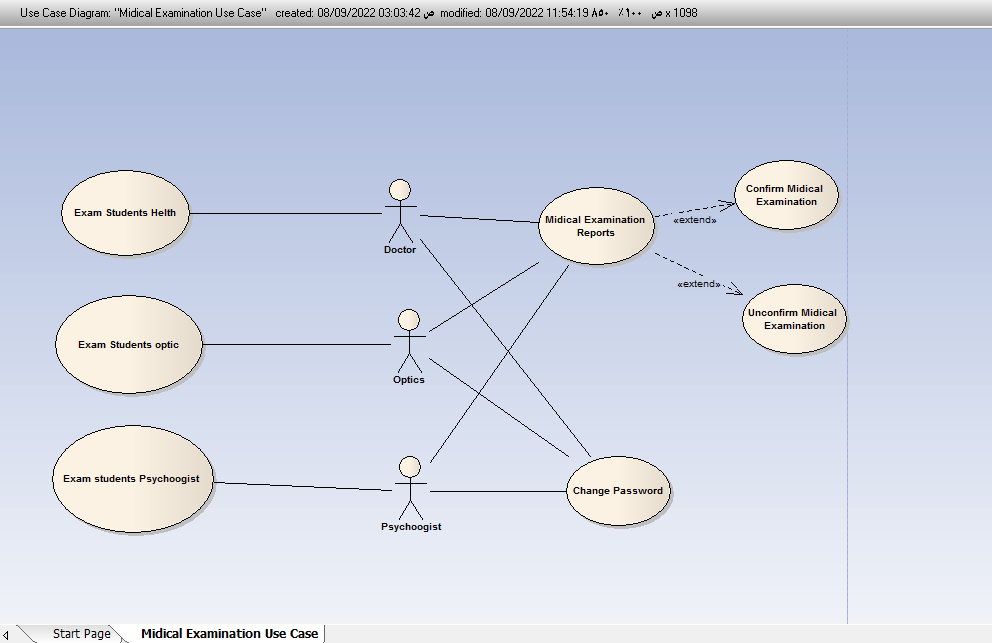 Use Case Diagram: "Midical Examination Use Case" created: 08/09/2022 03:03:42 ص modified: 08/09/2022 11:54:19 ص ١٠٠٪ ٨٥٠ x 1098
Exam Students Helth
Doctor
Midical Examination
Reports
«extend»
Confirm Midical
Examination
«extend»
Unconfirm Midical
Examination
Exam Students optic
Optics
Exam students Psychoogist
Psychoogist
Change Password
Start Page
Midical Examination Use Case